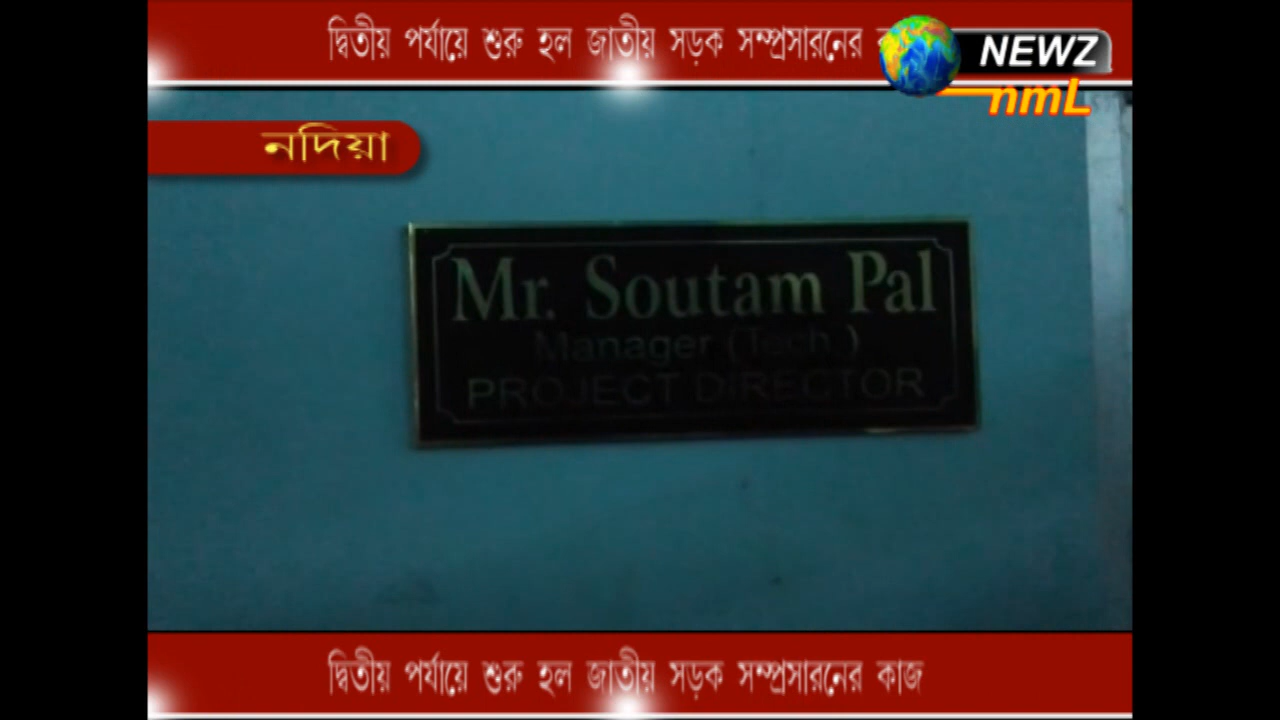 দ্বিতীয় পর্যায়ে শুরু হল জাতীয় সড়ক সম্প্রসারনের
NEWZ
nmL
নদিয়া
Mr. Soutam Pal
Manager (Tech.)
PROJECT DIRECTOR
দ্বিতীয় পর্যায়ে শুরু হল জাতীয় সড়ক সম্প্রসারনের কাজ